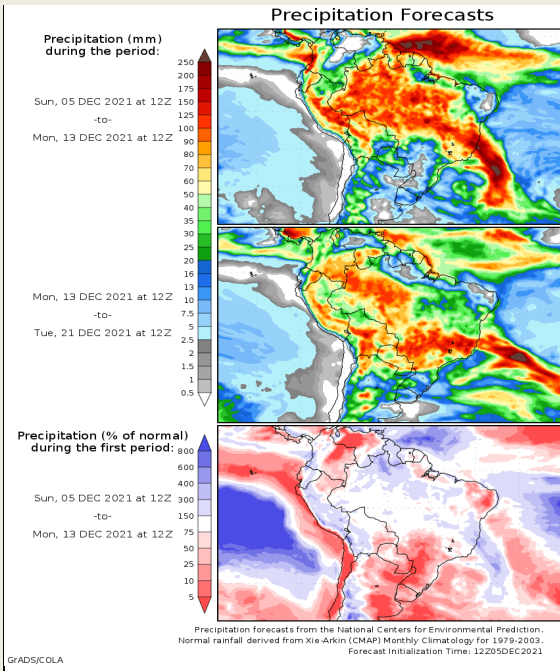 Precipitation Forecasts
Precipitation (mm)
during the period:
Sun, 05 DEC 2021 at 12Z
-to-
Mon, 13 DEC 2021 at 12Z
250
200
175
150
125
100
90
80
70
60
50
40
35
30
25
20
16
13
10
7.5
5
2.5
2
1.5
1
0.5
Mon, 13 DEC 2021 at 12Z
-to-
Tue, 21 DEC 2021 at 12Z
Precipitation (% of normal)
during the first period:
Sun, 05 DEC 2021 at 12Z
-to-
Mon, 13 DEC 2021 at 12Z
800
600
400
300
150
75
50
25
10
5
Precipitation forecasts from the National Centers for Environmental Prediction.
Normal rainfall derived from Xie-Arkin (CMAP) Monthly Climatology for 1979-2003.
Forecast Initialization Time: 12Z05DEC2021
GrADS/COLA